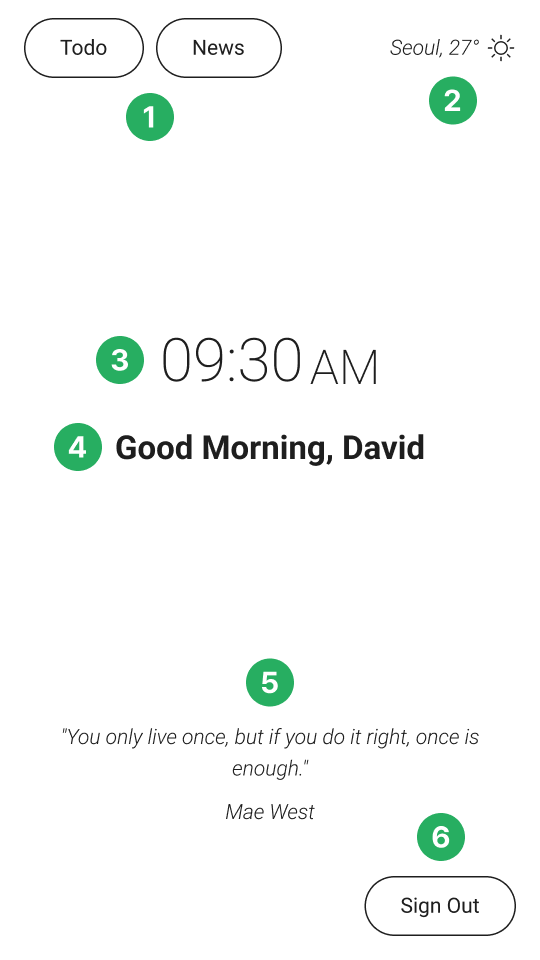 Todo News Seoul, 27°
1 2
3 09:30 AM
4 Good Morning, David
5
"You only live once, but if you do it right, once is
enough."
Mae West
6
Sign Out